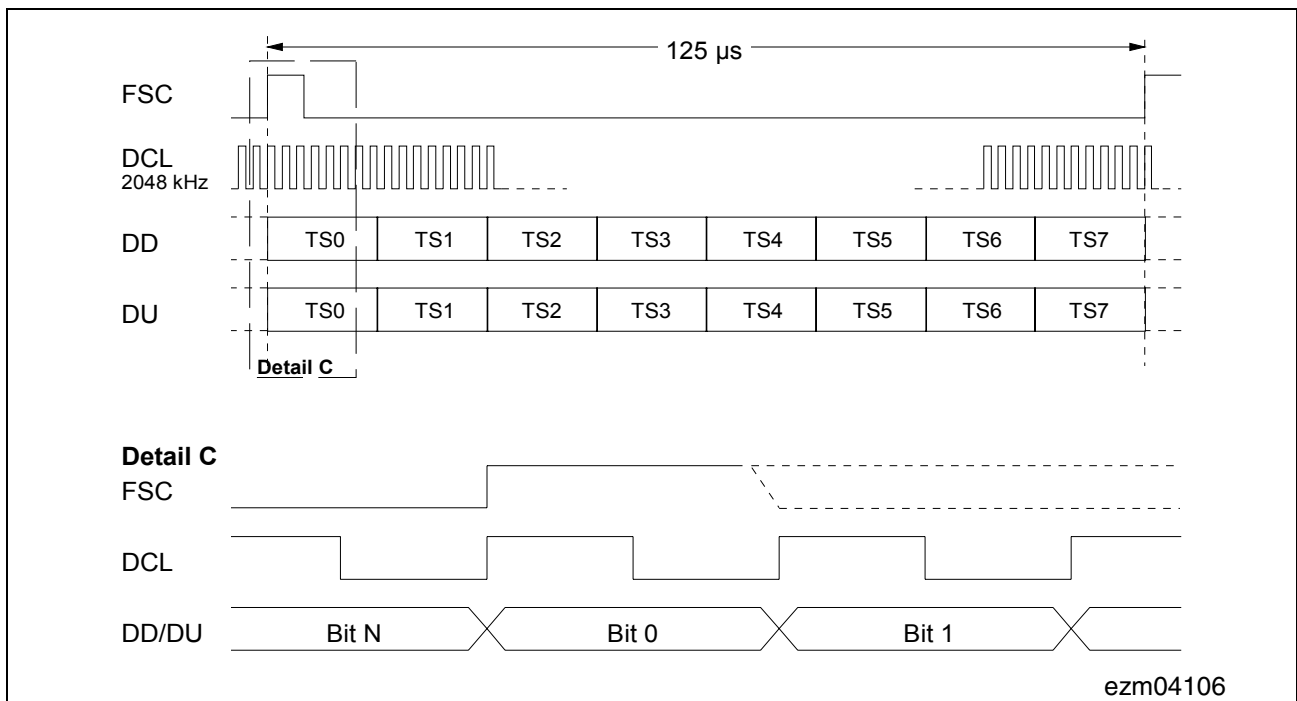 125 µs
FSC
DCL
2048 kHz
DD TS0 TS1 TS2 TS3 TS4 TS5 TS6 TS7
DU TS0 TS1 TS2 TS3 TS4 TS5 TS6 TS7
Detail C
Detail C
FSC
DCL
DD/DU Bit N Bit 0 Bit 1
ezm04106